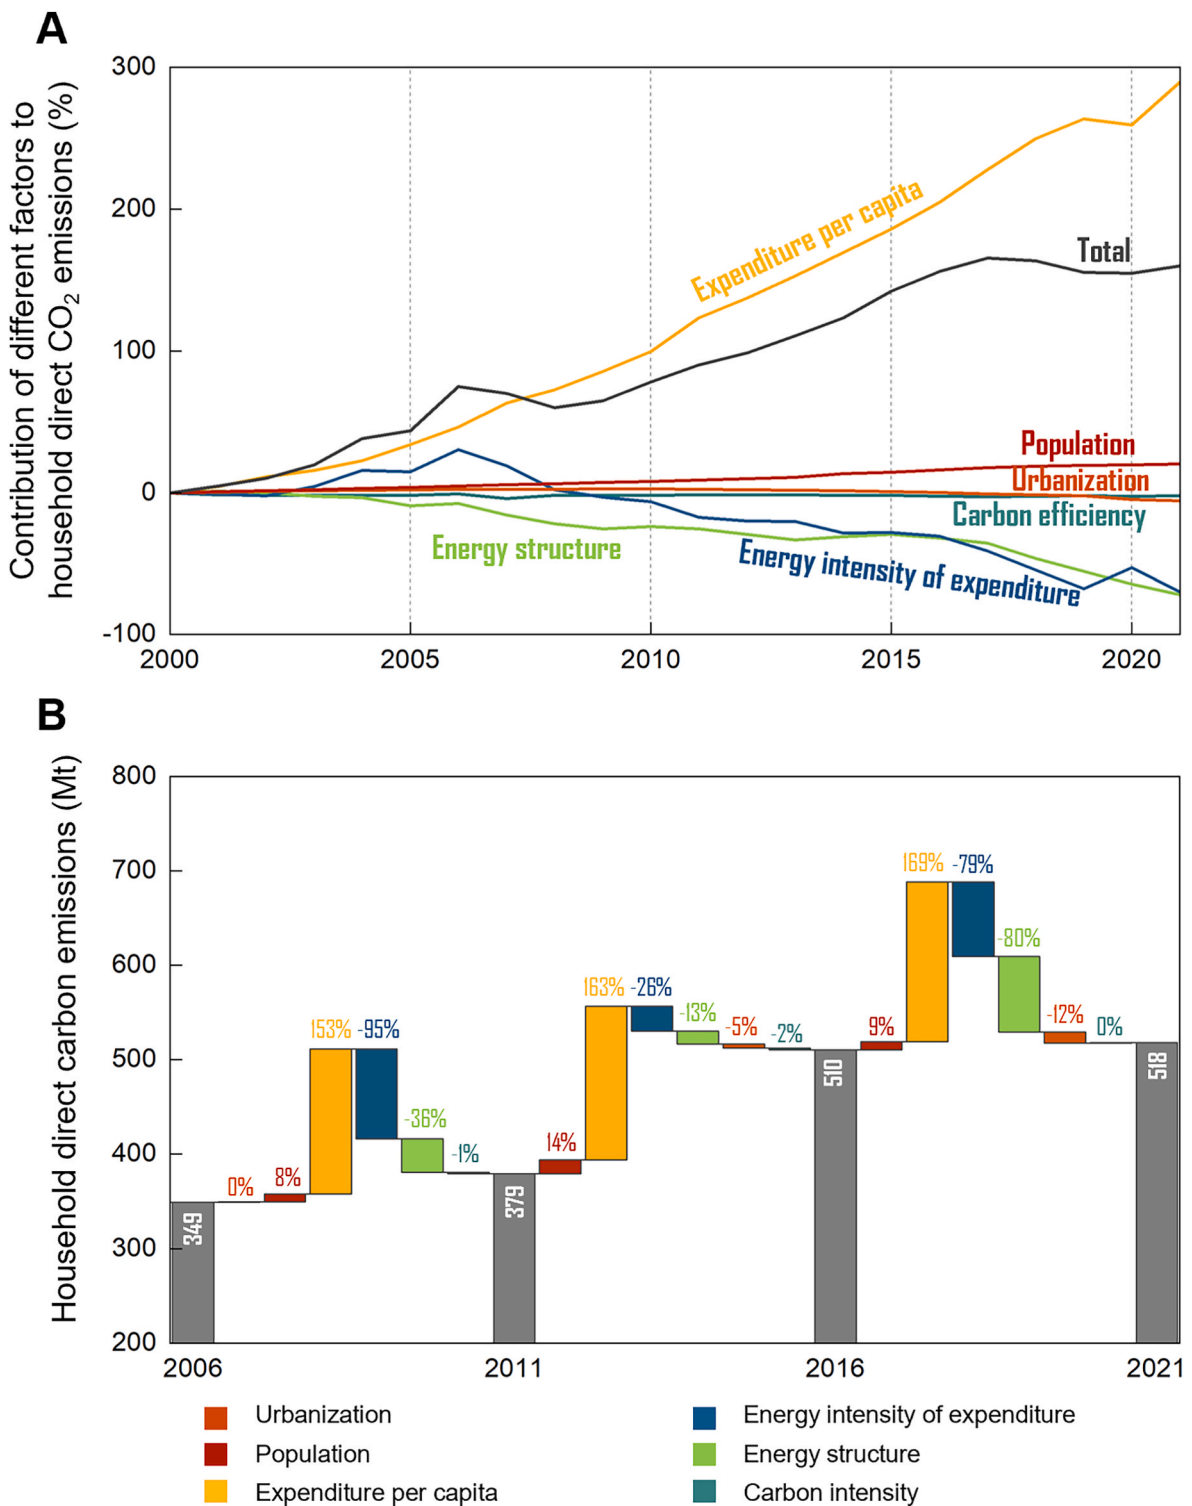 A
Contribution of different factors to
household direct CO₂ emissions (%)
300
200
100
0
-100
Expenditure per capita
Total
Population
Urbanization
Carbon efficiency
Energy structure
Energy intensity of expenditure
2000 2005 2010 2015 2020
B
Household direct carbon emissions (Mt)
800
700
600
500
400
300
200
349
0%
8%
153%
-95%
-36%
-1%
379
14%
163%
-26%
-13%
-5%
-2%
510
9%
169%
-79%
-80%
-12%
0%
518
2006 2011 2016 2021
Urbanization
Population
Expenditure per capita
Energy intensity of expenditure
Energy structure
Carbon intensity